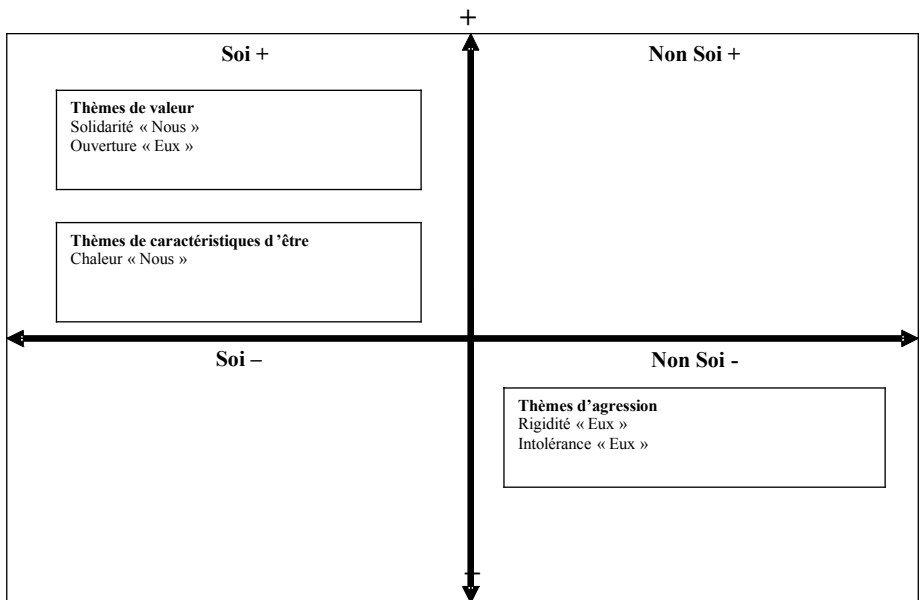 +
Soi +
Non Soi +
Thèmes de valeur
Solidarité « Nous »
Ouverture « Eux »
Thèmes de caractéristiques d ’être
Chaleur « Nous »
Soi –
Non Soi -
Thèmes d’agression
Rigidité « Eux »
Intolérance « Eux »
–